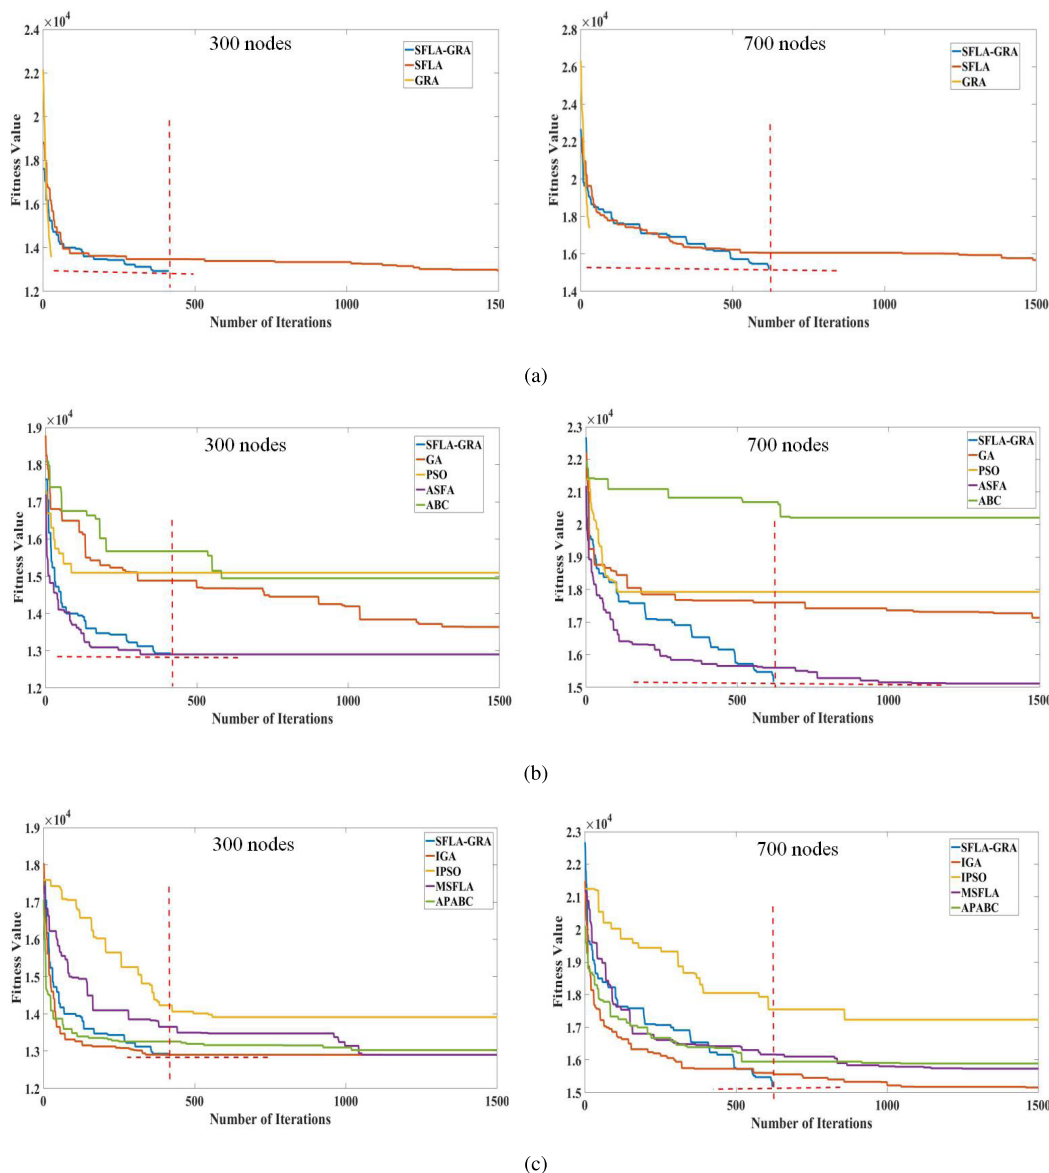 ×10⁴
2.4
2.2
2
1.8
1.6
1.4
1.2
Fitness Value
300 nodes
SFLA-GRA
SFLA
GRA
0
500
1000
1500
Number of Iterations
×10⁴
2.8
2.6
2.4
2.2
2
1.8
1.6
1.4
Fitness Value
700 nodes
SFLA-GRA
SFLA
GRA
0
500
1000
1500
Number of Iterations
(a)
×10⁴
1.9
1.8
1.7
1.6
1.5
1.4
1.3
1.2
Fitness Value
300 nodes
SFLA-GRA
GA
PSO
ASFA
ABC
0
500
1000
1500
Number of Iterations
×10⁴
2.3
2.2
2.1
2
1.9
1.8
1.7
1.6
1.5
Fitness Value
700 nodes
SFLA-GRA
GA
PSO
ASFA
ABC
0
500
1000
1500
Number of Iterations
(b)
×10⁴
1.9
1.8
1.7
1.6
1.5
1.4
1.3
1.2
Fitness Value
300 nodes
SFLA-GRA
IGA
IPSO
MSFLA
APABC
0
500
1000
1500
Number of Iterations
×10⁴
2.3
2.2
2.1
2
1.9
1.8
1.7
1.6
1.5
Fitness Value
700 nodes
SFLA-GRA
IGA
IPSO
MSFLA
APABC
0
500
1000
1500
Number of Iterations
(c)